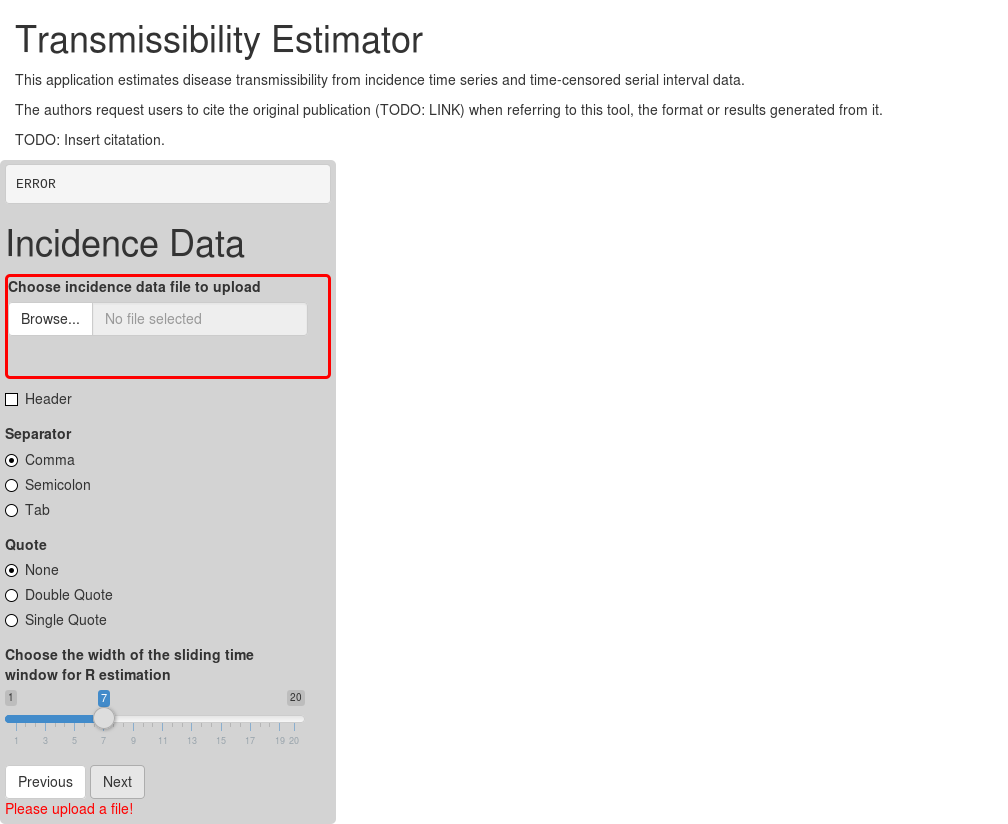 Transmissibility Estimator
This application estimates disease transmissibility from incidence time series and time-censored serial interval data.
The authors request users to cite the original publication (TODO: LINK) when referring to this tool, the format or results generated from it.
TODO: Insert citatation.
ERROR
Incidence Data
Choose incidence data file to upload
Browse... No file selected
Header
Separator
Comma
Semicolon
Tab
Quote
None
Double Quote
Single Quote
Choose the width of the sliding time
window for R estimation
1 7 20
1 3 5 7 9 11 13 15 17 19 20
Previous Next
Please upload a file!